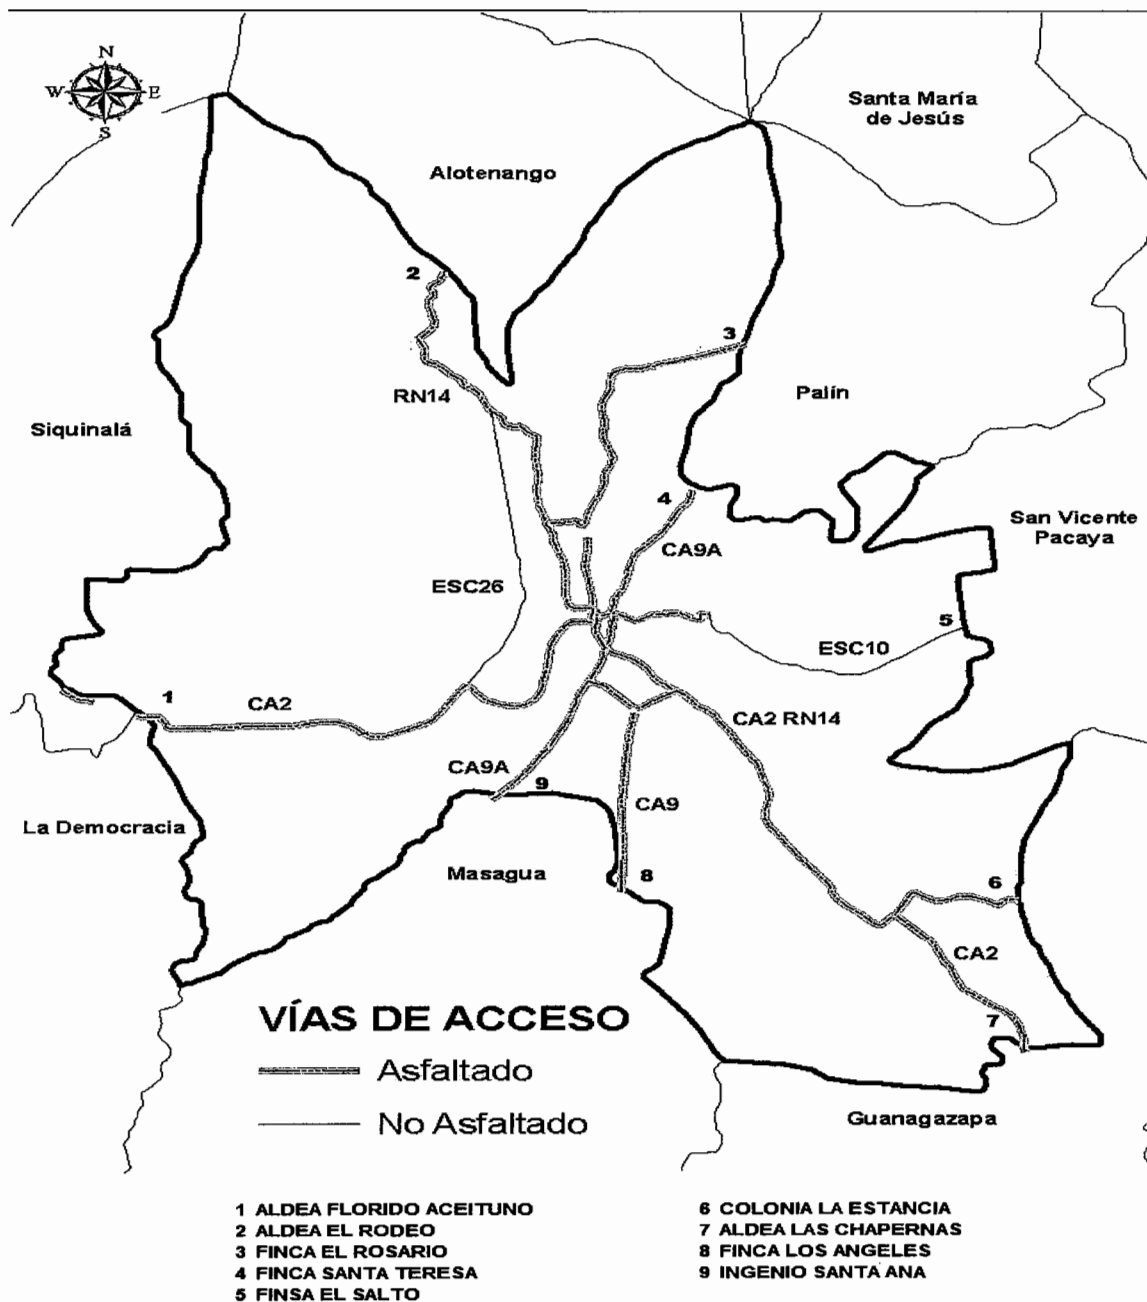 N
W E
S
Santa María
de Jesús
Alotenango
2
3
RN14
Palín
Siquinalá
4
San Vicente
Pacaya
CA9A
ESC26
5
ESC10
1
CA2
CA2 RN14
CA9A
9
CA9
La Democracia
Masagua
8
6
CA2
7
VÍAS DE ACCESO
Asfaltado
No Asfaltado
Guanagazapa
1 ALDEA FLORIDO ACEITUNO
2 ALDEA EL RODEO
3 FINCA EL ROSARIO
4 FINCA SANTA TERESA
5 FINSA EL SALTO
6 COLONIA LA ESTANCIA
7 ALDEA LAS CHAPERNAS
8 FINCA LOS ANGELES
9 INGENIO SANTA ANA